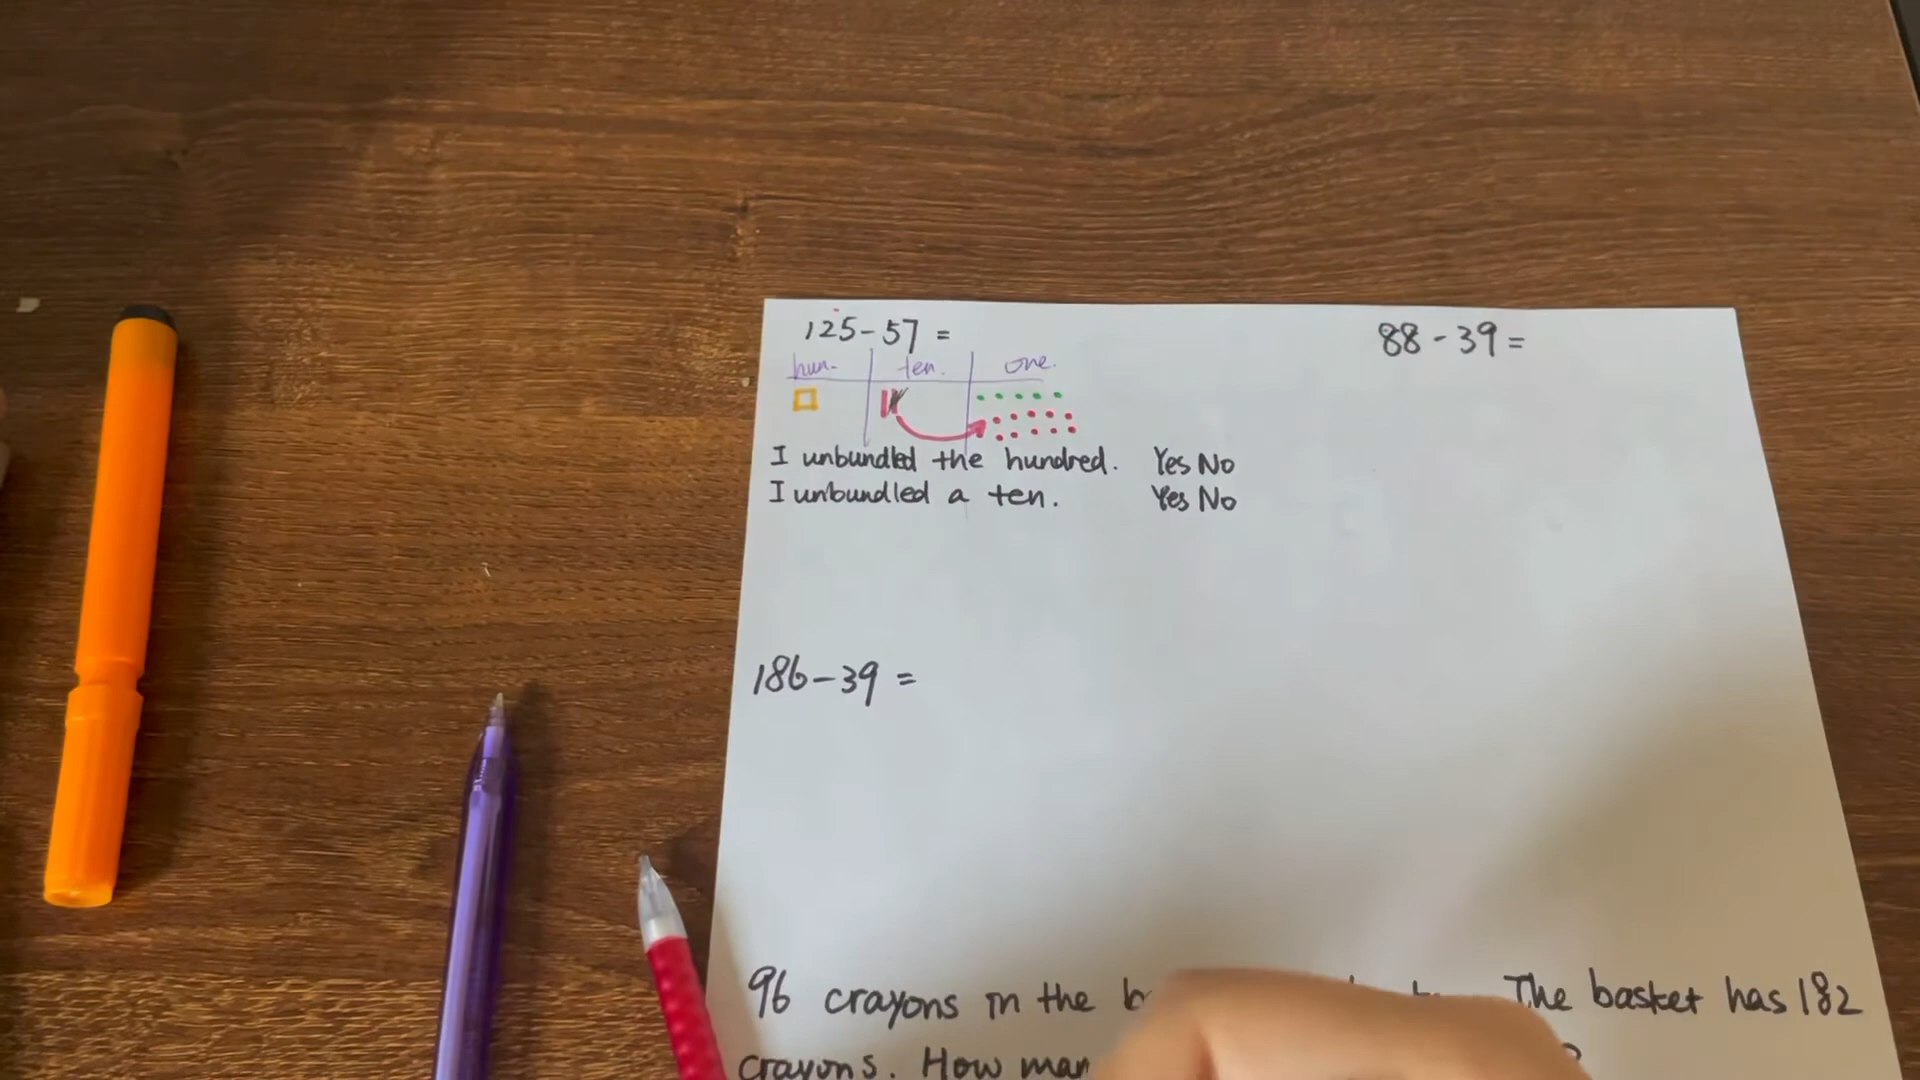 125-57 =
88-39 =
hun. ten. one.
I unbundled the hundred. Yes No
I unbundled a ten. Yes No
186-39 =
96 crayons in the The basket has 182
crayons. How